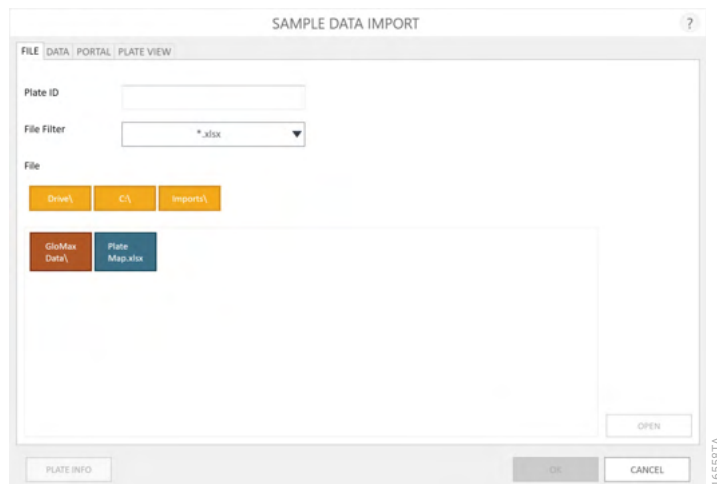 SAMPLE DATA IMPORT ?
FILE DATA PORTAL PLATE VIEW
Plate ID
File Filter *.xlsx
File
Drive\ C:\ Imports\
GloMax Plate
Data\ Map.xlsx
OPEN
PLATE INFO OK CANCEL